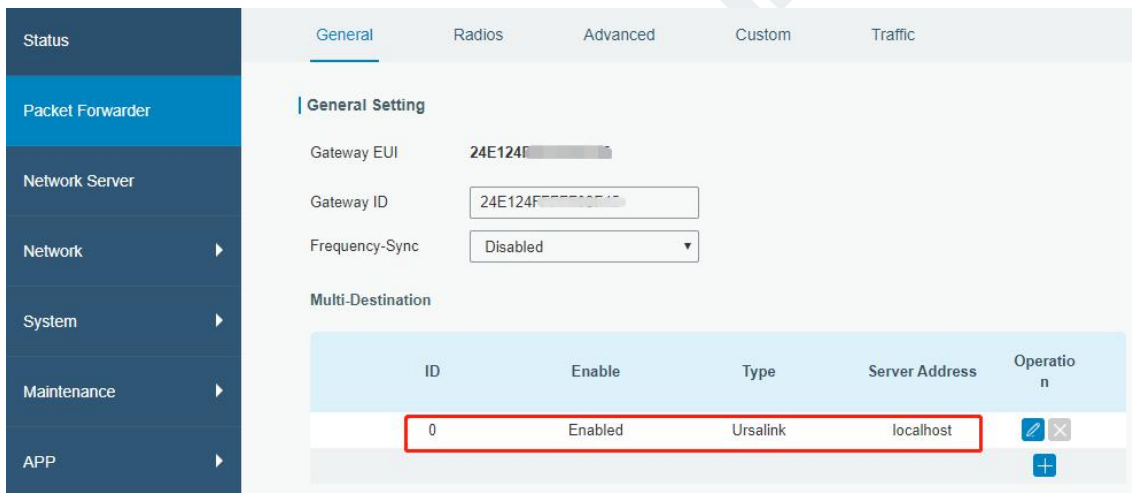 Status
Packet Forwarder
Network Server
Network
System
Maintenance
APP
General Radios Advanced Custom Traffic
General Setting
Gateway EUI
Gateway ID
Frequency-Sync Disabled
Multi-Destination
ID Enable Type Server Address Operatio
n
0 Enabled Ursalink localhost